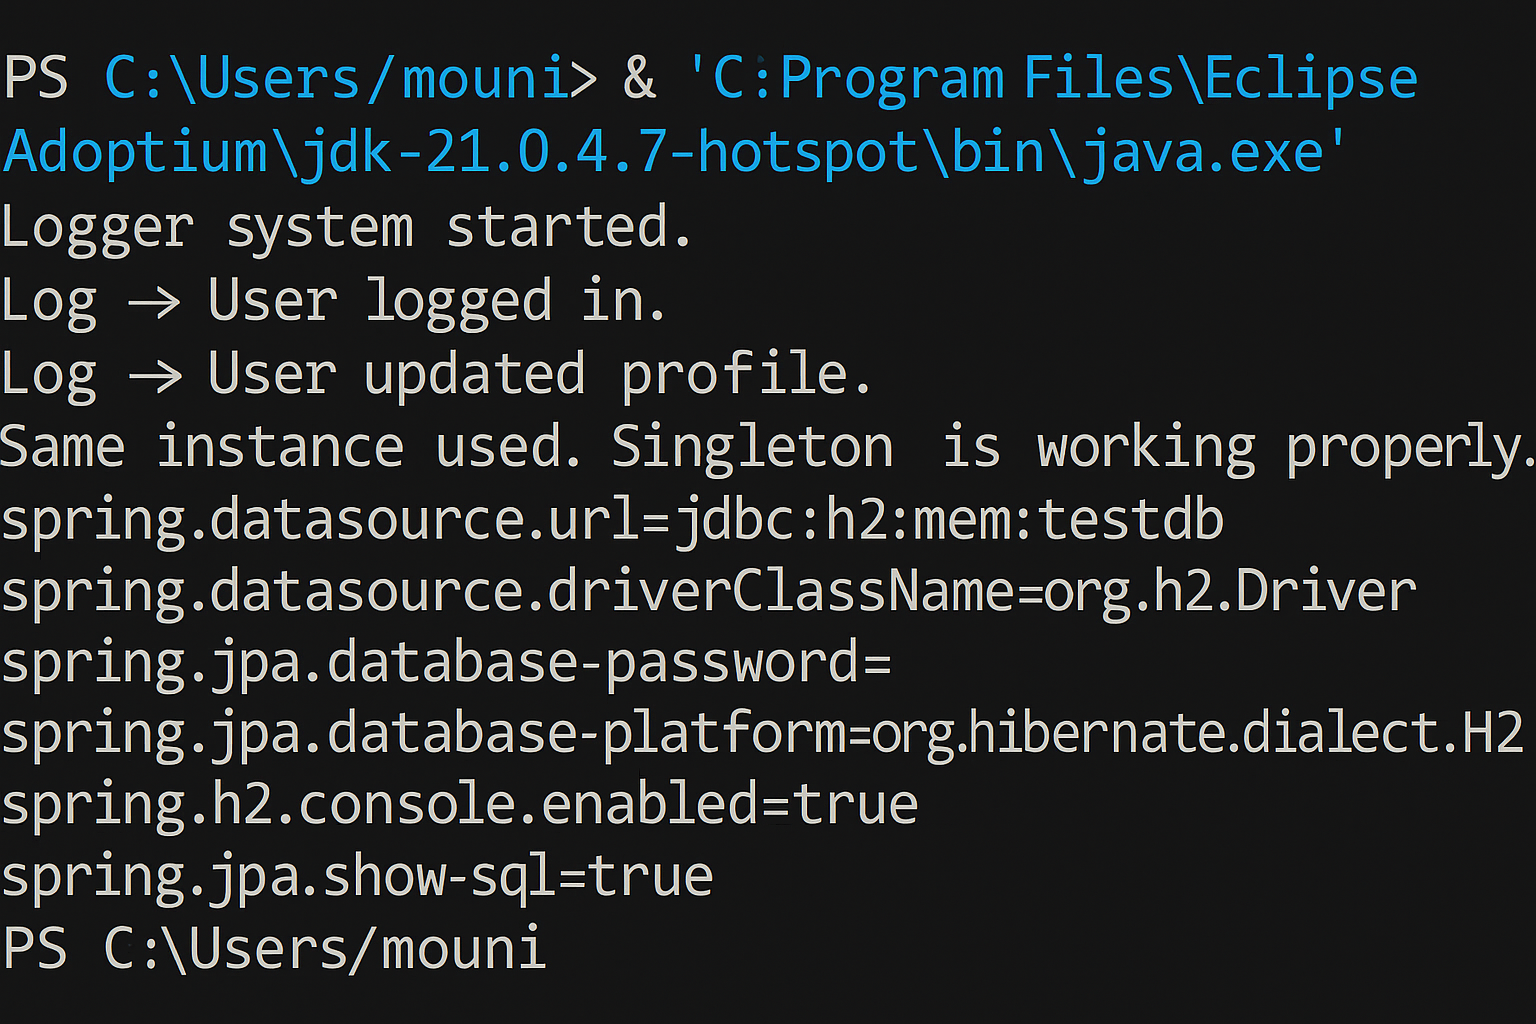 PS C:\Users/mouni> & 'C:Program Files\Eclipse
Adoptium\jdk-21.0.4.7-hotspot\bin\java.exe'
Logger system started.
Log → User logged in.
Log → User updated profile.
Same instance used. Singleton is working properly.
spring.datasource.url=jdbc:h2:mem:testdb
spring.datasource.driverClassName=org.h2.Driver
spring.jpa.database-password=
spring.jpa.database-platform=org.hibernate.dialect.H2
spring.h2.console.enabled=true
spring.jpa.show-sql=true
PS C:\Users/mouni